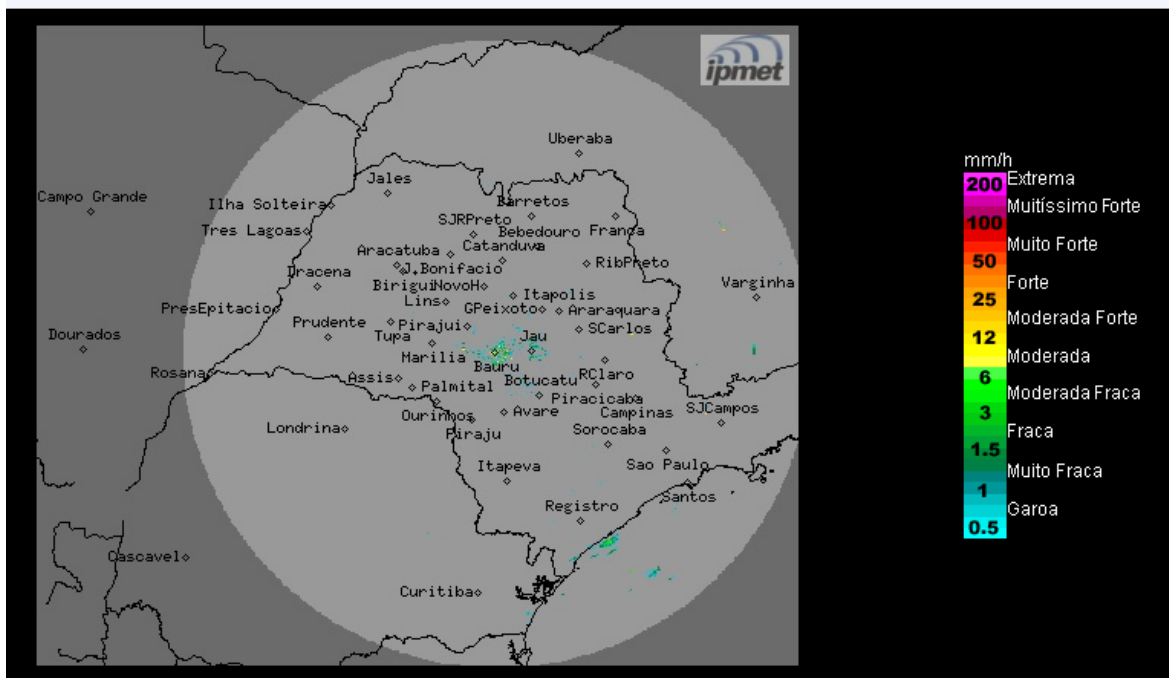 ipmet
Uberaba
Jales
Campo Grande
Ilha Solteira
Barretos
SJRPreto
Tres Lagoas
Bebedouro
Franca
Catanduva
Aracatuba
J.Bonifacio
RibPreto
Dracena
Varginha
Birigui
NovoH
Itapolis
Lins
PresEpitacio
GPeixoto
Araraquara
Prudente
Pirajui
SCarlos
Dourados
Tupa
Jau
Marilia
Bauru
Rosana
Assis
Botucatu
RClaro
Palmital
Piracicaba
SJCampos
Ourinhos
Avare
Campinas
Londrina
Piraju
Sorocaba
Itapeva
Sao Paulo
Santos
Registro
Cascavel
Curitiba
mm/h
200
Extrema
Muitíssimo Forte
100
Muito Forte
50
Forte
25
Moderada Forte
12
Moderada
6
Moderada Fraca
3
Fraca
1.5
Muito Fraca
1
Garoa
0.5